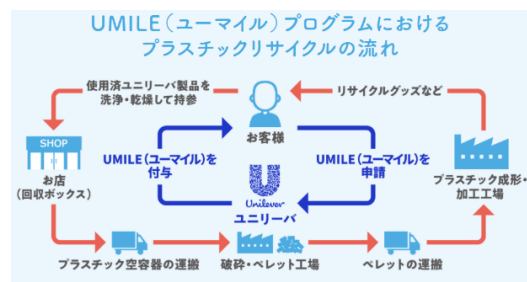 UMILE（ユーマイル）プログラムにおける
プラスチックリサイクルの流れ
使用済ユニリーバ製品を
洗浄・乾燥して持参
リサイクルグッズなど
お客様
SHOP
お店
（回収ボックス）
UMILE（ユーマイル）を
付与
UMILE（ユーマイル）を
申請
Unilever
ユニリーバ
プラスチック成形・
加工工場
プラスチック空容器の運搬
破砕・ペレット工場
ペレットの運搬